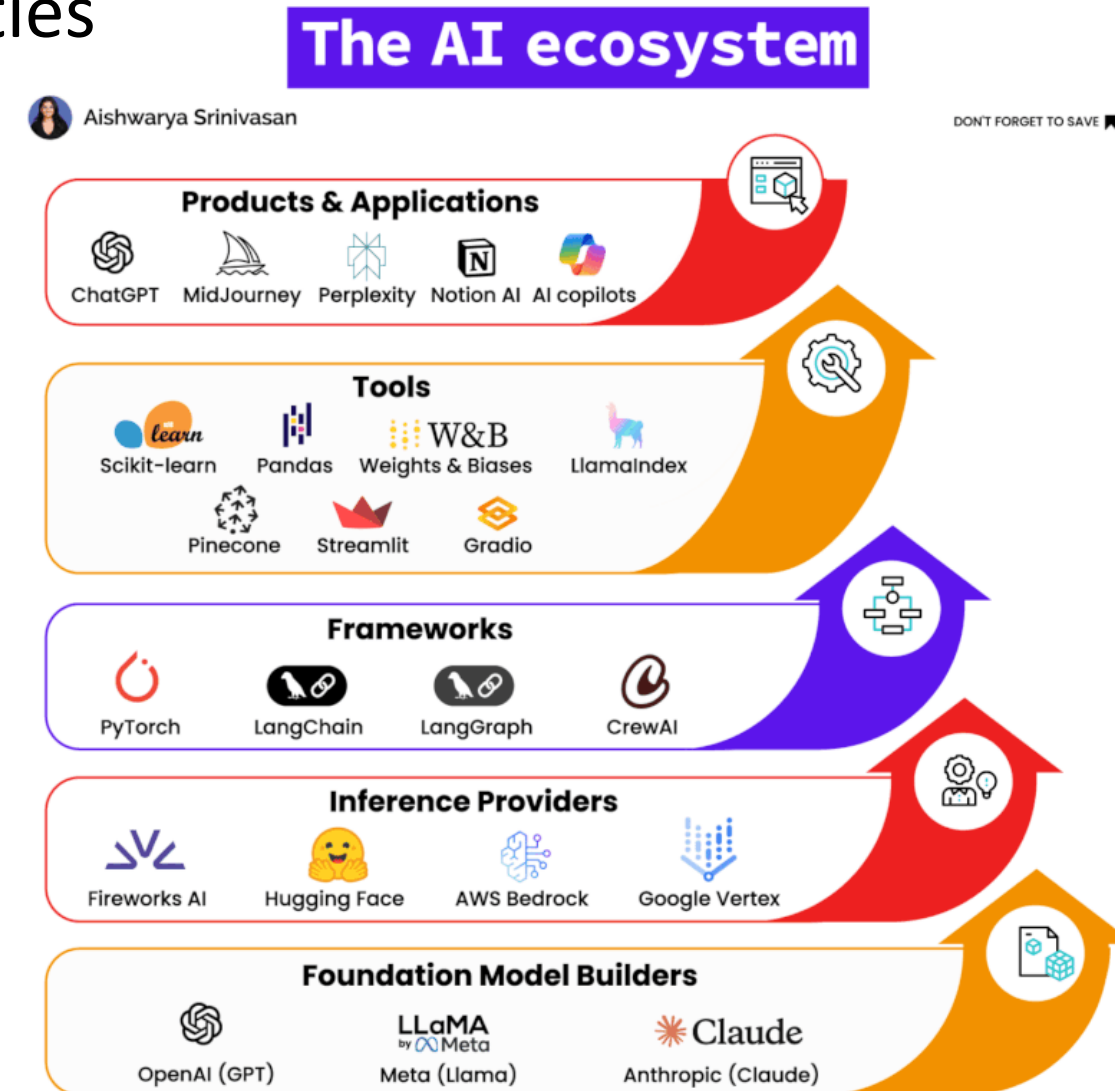 The AI ecosystem
Aishwarya Srinivasan
DON'T FORGET TO SAVE
Products & Applications
ChatGPT MidJourney Perplexity Notion AI AI copilots
Tools
learn W&B
Scikit-learn Pandas Weights & Biases LlamaIndex
Pinecone Streamlit Gradio
Frameworks
PyTorch LangChain LangGraph CrewAI
Inference Providers
Fireworks AI Hugging Face AWS Bedrock Google Vertex
Foundation Model Builders
LLaMA
by Meta Claude
OpenAI (GPT) Meta (Llama) Anthropic (Claude)